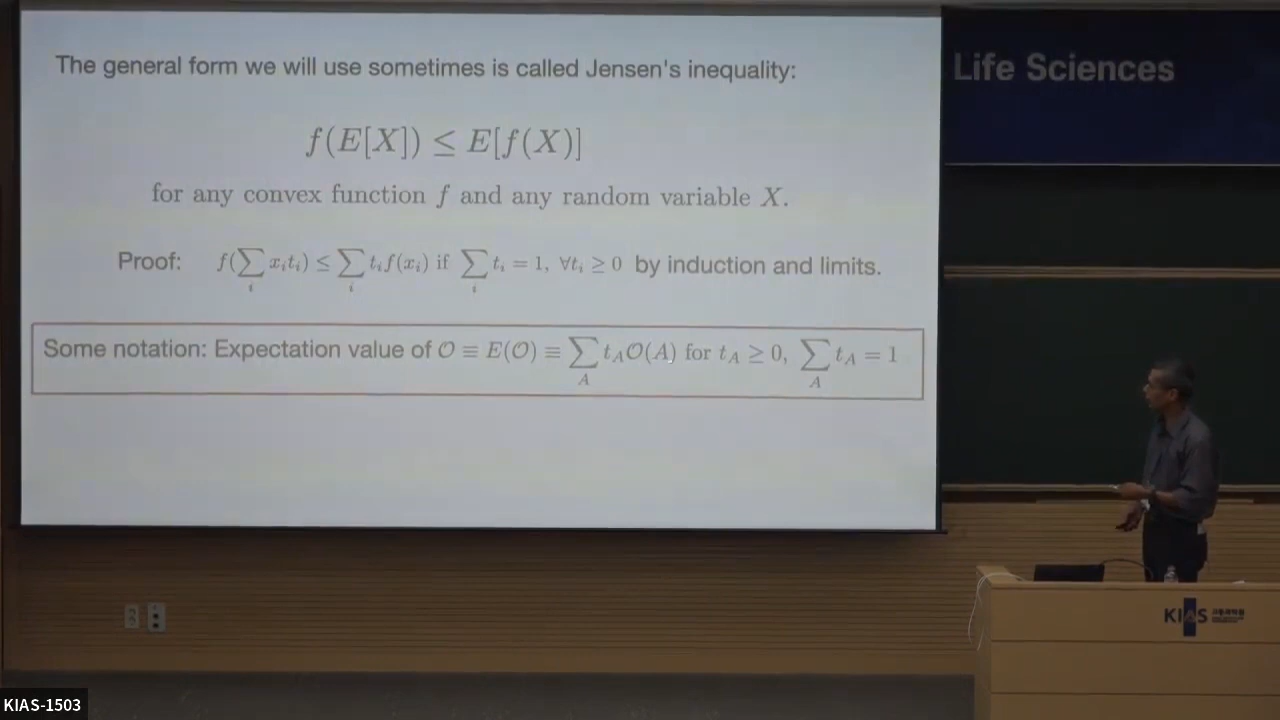 The general form we will use sometimes is called Jensen's inequality:
f(E[X]) ≤ E[f(X)]
for any convex function f and any random variable X.
Proof: f(∑_i x_i t_i) ≤ ∑_i t_i f(x_i) if ∑_i t_i = 1, ∀t_i ≥ 0 by induction and limits.
Some notation: Expectation value of 𝒪 ≡ E(𝒪) ≡ ∑_A t_A 𝒪(A) for t_A ≥ 0, ∑_A t_A = 1
Life Sciences
KIAS
KIAS-1503